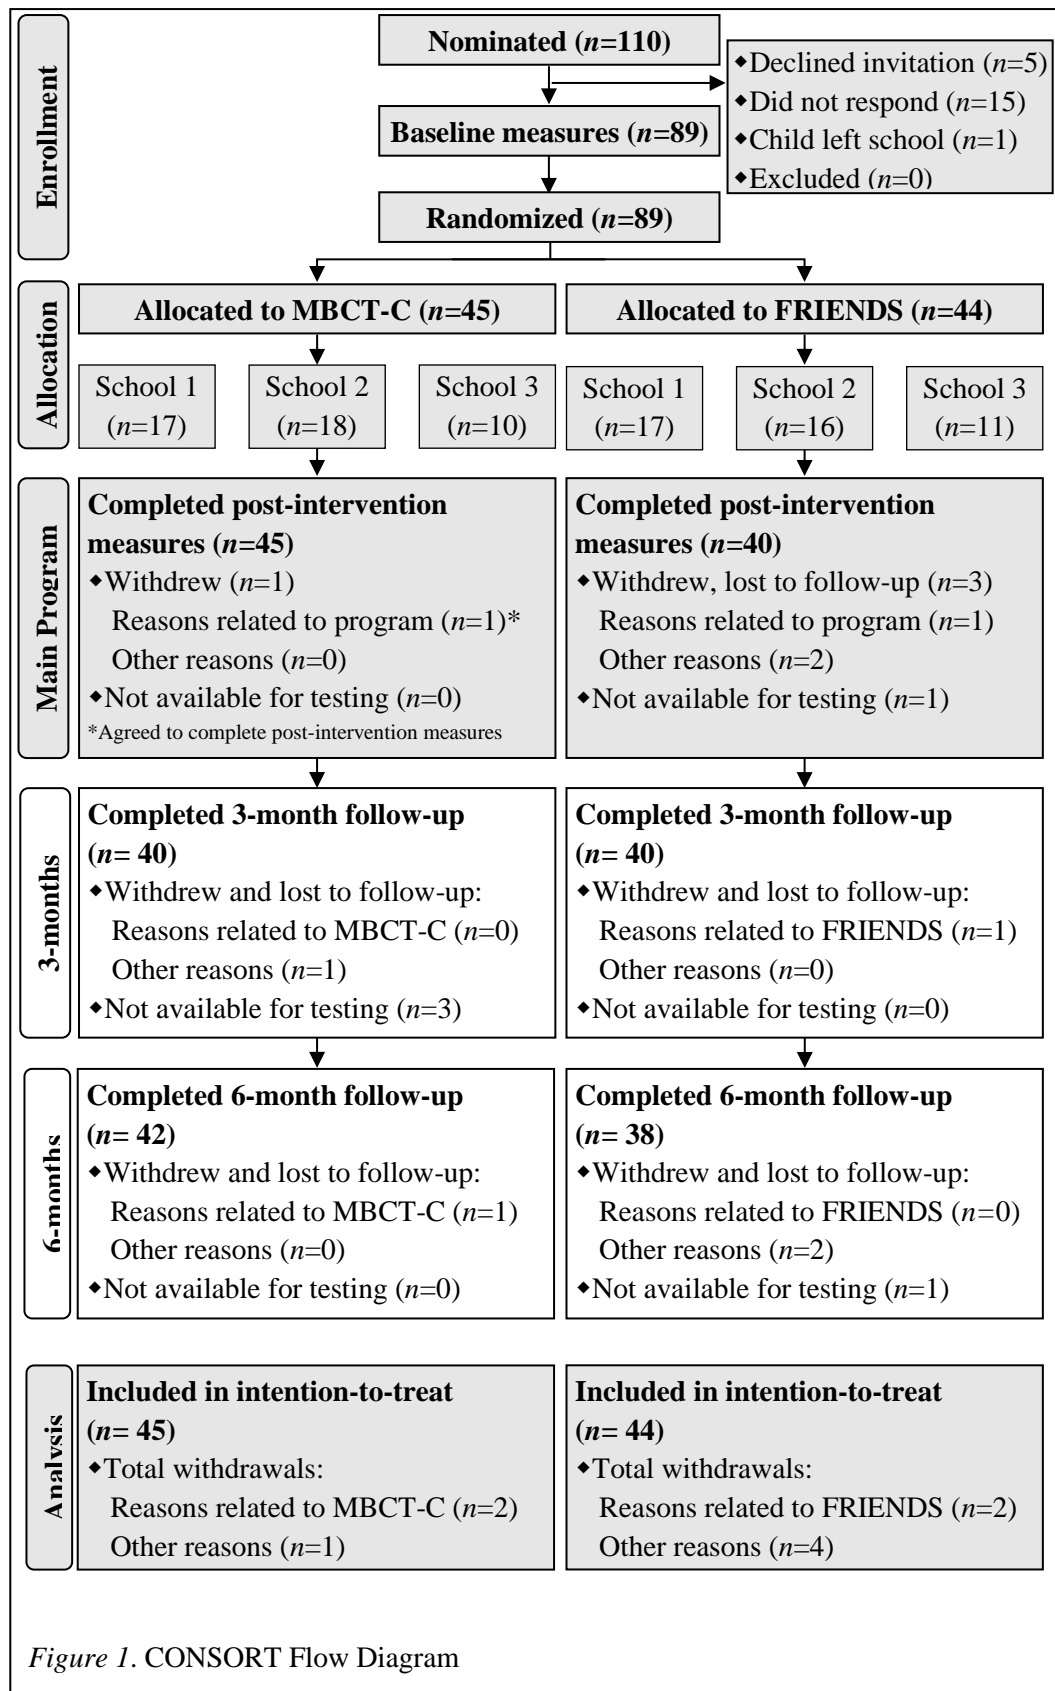 Enrollment
Nominated (n=110)
◆Declined invitation (n=5)
◆Did not respond (n=15)
◆Child left school (n=1)
◆Excluded (n=0)
Baseline measures (n=89)
Randomized (n=89)
Allocation
Allocated to MBCT-C (n=45)
Allocated to FRIENDS (n=44)
School 1
(n=17)
School 2
(n=18)
School 3
(n=10)
School 1
(n=17)
School 2
(n=16)
School 3
(n=11)
Main Program
Completed post-intervention
measures (n=45)
◆Withdrew (n=1)
Reasons related to program (n=1)*
Other reasons (n=0)
◆Not available for testing (n=0)
*Agreed to complete post-intervention measures
Completed post-intervention
measures (n=40)
◆Withdrew, lost to follow-up (n=3)
Reasons related to program (n=1)
Other reasons (n=2)
◆Not available for testing (n=1)
3-months
Completed 3-month follow-up
(n= 40)
◆Withdrew and lost to follow-up:
Reasons related to MBCT-C (n=0)
Other reasons (n=1)
◆Not available for testing (n=3)
Completed 3-month follow-up
(n= 40)
◆Withdrew and lost to follow-up:
Reasons related to FRIENDS (n=1)
Other reasons (n=0)
◆Not available for testing (n=0)
6-months
Completed 6-month follow-up
(n= 42)
◆Withdrew and lost to follow-up:
Reasons related to MBCT-C (n=1)
Other reasons (n=0)
◆Not available for testing (n=0)
Completed 6-month follow-up
(n= 38)
◆Withdrew and lost to follow-up:
Reasons related to FRIENDS (n=0)
Other reasons (n=2)
◆Not available for testing (n=1)
Analysis
Included in intention-to-treat
(n= 45)
◆Total withdrawals:
Reasons related to MBCT-C (n=2)
Other reasons (n=1)
Included in intention-to-treat
(n= 44)
◆Total withdrawals:
Reasons related to FRIENDS (n=2)
Other reasons (n=4)
Figure 1. CONSORT Flow Diagram